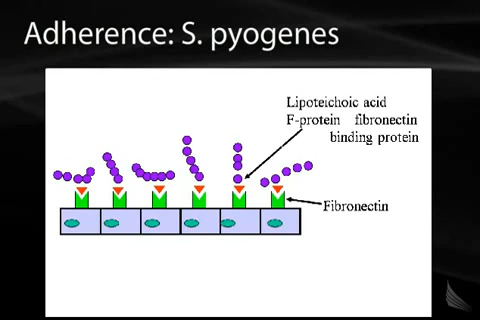 Adherence: S. pyogenes
Lipoteichoic acid
F-protein fibronectin
binding protein
Fibronectin